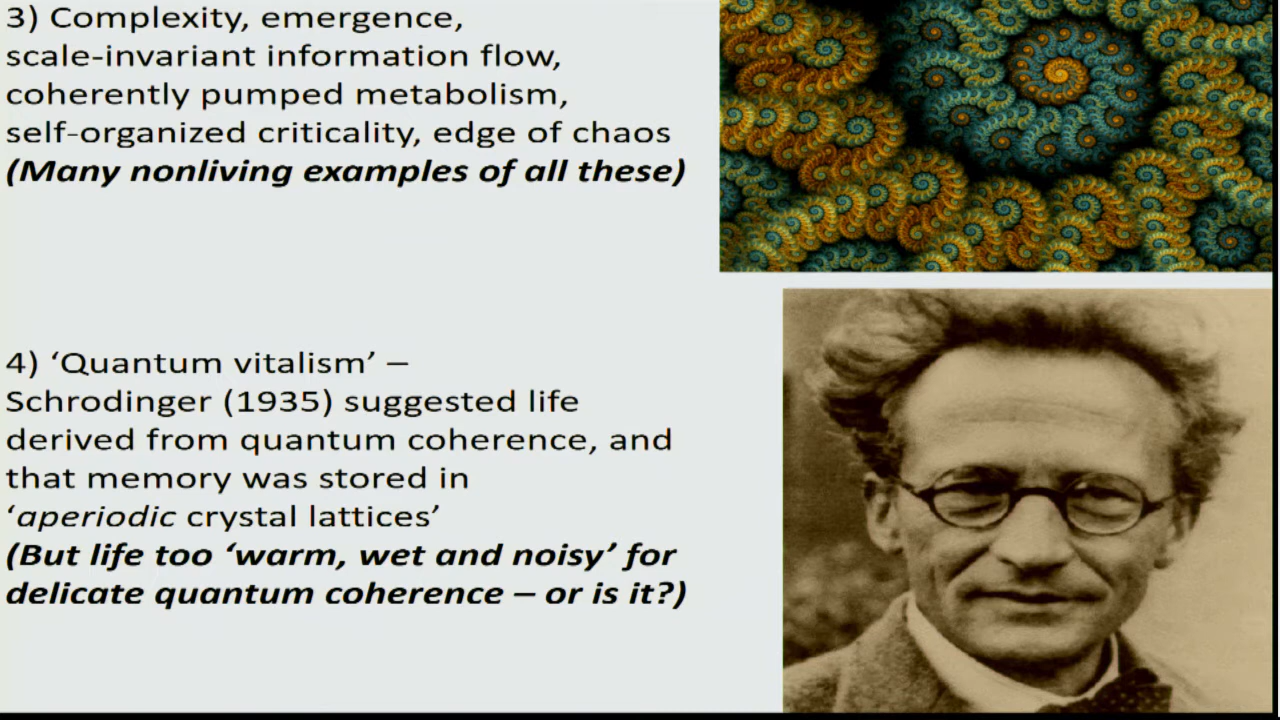 3) Complexity, emergence,
scale-invariant information flow,
coherently pumped metabolism,
self-organized criticality, edge of chaos
(Many nonliving examples of all these)
4) ‘Quantum vitalism’ –
Schrodinger (1935) suggested life
derived from quantum coherence, and
that memory was stored in
‘aperiodic crystal lattices’
(But life too ‘warm, wet and noisy’ for
delicate quantum coherence – or is it?)